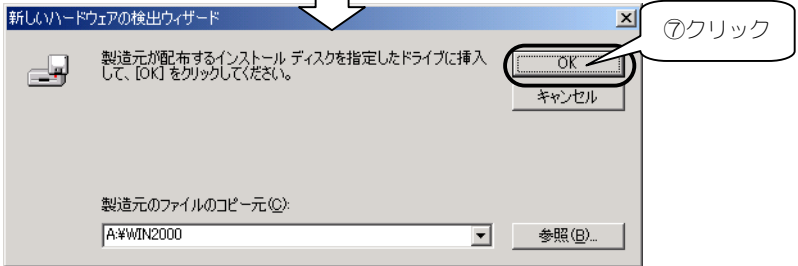 新しいハードウェアの検出ウィザード
⑦クリック
製造元が配布するインストール ディスクを指定したドライブに挿入
して、[OK] をクリックしてください。
OK
キャンセル
製造元のファイルのコピー元(C):
A:¥WIN2000
参照(B)...